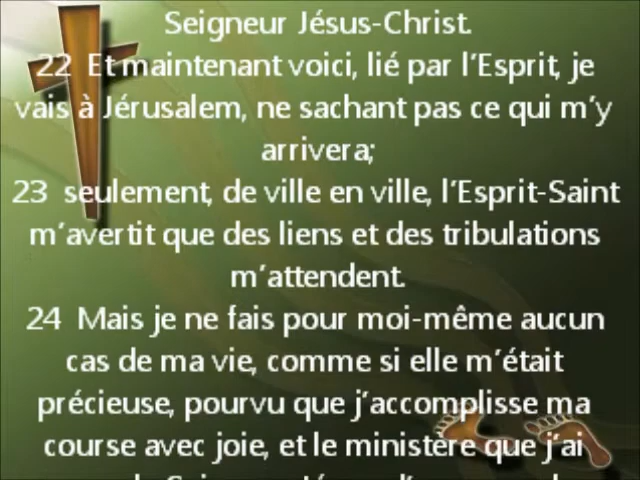 Seigneur Jésus-Christ.
22 Et maintenant voici, lié par l'Esprit, je
vais à Jérusalem, ne sachant pas ce qui m'y
arrivera;
23 seulement, de ville en ville, l'Esprit-Saint
m'avertit que des liens et des tribulations
m'attendent.
24 Mais je ne fais pour moi-même aucun
cas de ma vie, comme si elle m'était
précieuse, pourvu que j'accomplisse ma
course avec joie, et le ministère que j'ai